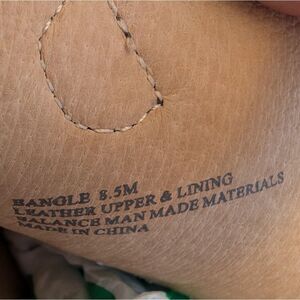 BANGLE 8.5M
LEATHER UPPER & LINING
BALANCE MAN MADE MATERIALS
MADE IN CHINA